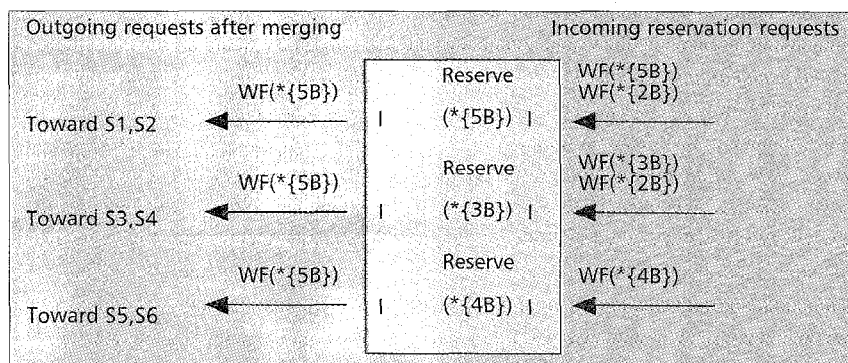 Outgoing requests after merging
Incoming reservation requests
Reserve
WF(*{5B})
WF(*{5B})
WF(*{2B})
Toward S1,S2
I (*{5B}) I
Reserve
WF(*{5B})
WF(*{3B})
WF(*{2B})
Toward S3,S4
I (*{3B}) I
Reserve
WF(*{5B})
WF(*{4B})
Toward S5,S6
I (*{4B}) I